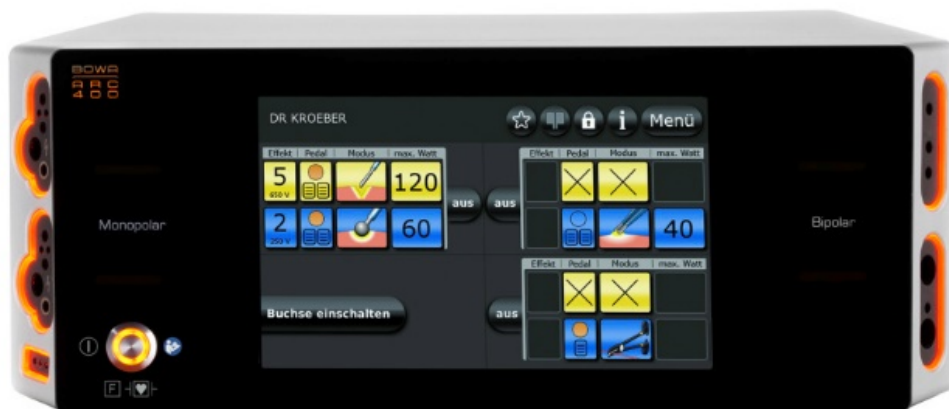 BOWA
ARC
400
DR KROEBER
i
Menü
Effekt Pedal Modus max. Watt
5
650 V
120
aus
2
250 V
60
Effekt Pedal Modus max. Watt
aus
40
Monopolar
Bipolar
Buchse einschalten
Effekt Pedal Modus max. Watt
aus
F